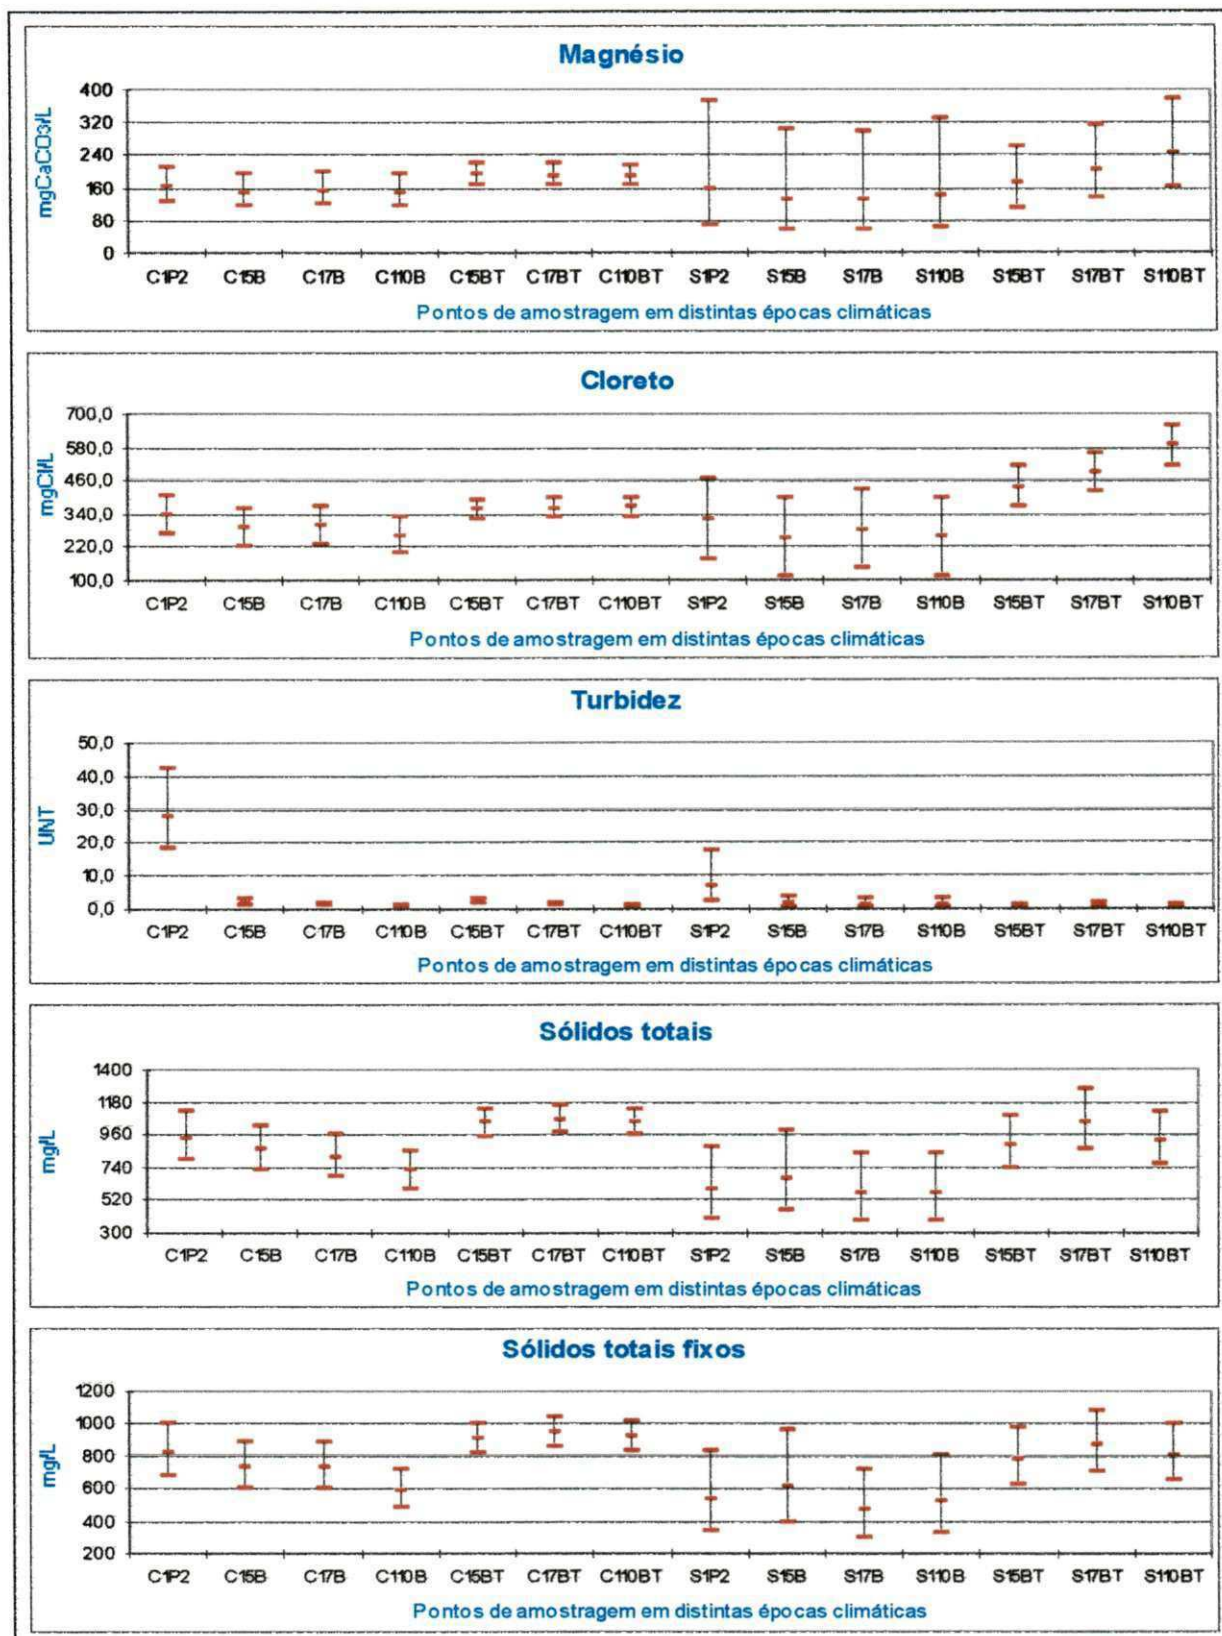 Magnésio
mgCaCO3/L
400
320
240
160
80
0
C1P2 C15B C17B C110B C15BT C17BT C110BT S1P2 S15B S17B S110B S15BT S17BT S110BT
Pontos de amostragem em distintas épocas climáticas
Cloreto
mgCl/L
700,0
580,0
460,0
340,0
220,0
100,0
C1P2 C15B C17B C110B C15BT C17BT C110BT S1P2 S15B S17B S110B S15BT S17BT S110BT
Pontos de amostragem em distintas épocas climáticas
Turbidez
UNT
50,0
40,0
30,0
20,0
10,0
0,0
C1P2 C15B C17B C110B C15BT C17BT C110BT S1P2 S15B S17B S110B S15BT S17BT S110BT
Pontos de amostragem em distintas épocas climáticas
Sólidos totais
mg/L
1400
1180
960
740
520
300
C1P2 C15B C17B C110B C15BT C17BT C110BT S1P2 S15B S17B S110B S15BT S17BT S110BT
Pontos de amostragem em distintas épocas climáticas
Sólidos totais fixos
mg/L
1200
1000
800
600
400
200
C1P2 C15B C17B C110B C15BT C17BT C110BT S1P2 S15B S17B S110B S15BT S17BT S110BT
Pontos de amostragem em distintas épocas climáticas